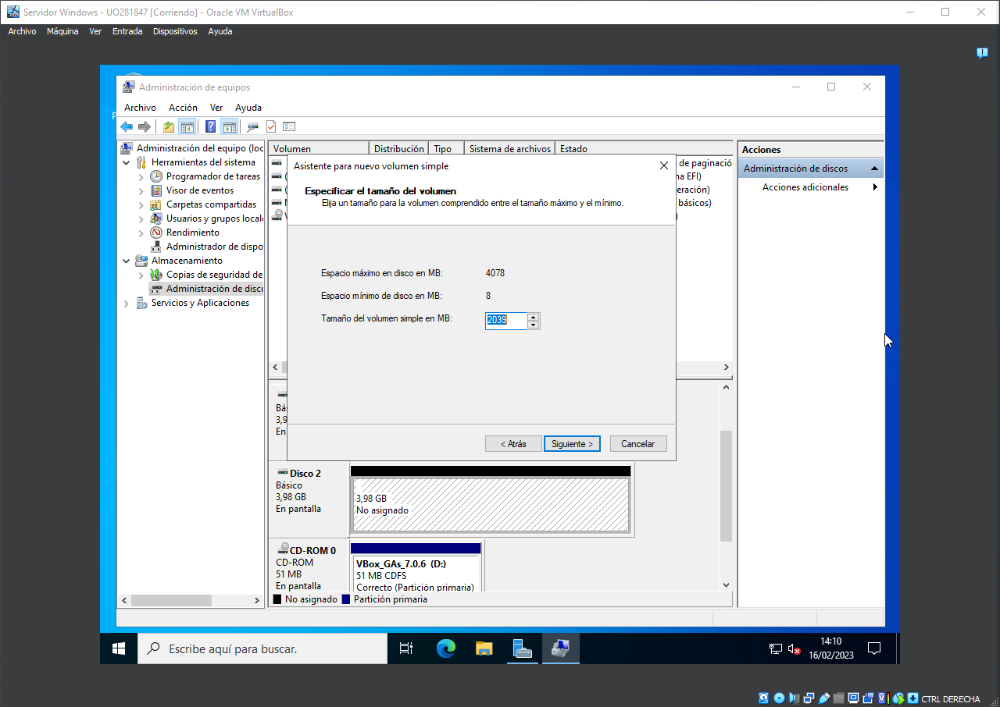 Servidor Windows - UO281847 [Corriendo] - Oracle VM VirtualBox
Archivo Máquina Ver Entrada Dispositivos Ayuda
Administración de equipos
Archivo Acción Ver Ayuda
Administración del equipo (loc
Herramientas del sistema
Programador de tareas
Visor de eventos
Carpetas compartidas
Usuarios y grupos local
Rendimiento
Administrador de dispo
Almacenamiento
Copias de seguridad de
Administración de disco
Servicios y Aplicaciones
Volumen Distribución Tipo Sistema de archivos Estado
de paginació
na EFI)
eración)
básicos)
Asistente para nuevo volumen simple
Especificar el tamaño del volumen
Elija un tamaño para la volumen comprendido entre el tamaño máximo y el mínimo.
Espacio máximo en disco en MB: 4078
Espacio mínimo de disco en MB: 8
Tamaño del volumen simple en MB: 2039
< Atrás Siguiente > Cancelar
Bás
3,9
En
Disco 2
Básico
3,98 GB
En pantalla
3,98 GB
No asignado
CD-ROM 0
CD-ROM
51 MB
En pantalla
VBox_GAs_7.0.6 (D:)
51 MB CDFS
Correcto (Partición primaria)
No asignado Partición primaria
Acciones
Administración de discos
Acciones adicionales
Escribe aquí para buscar.
14:10
16/02/2023
CTRL DERECHA